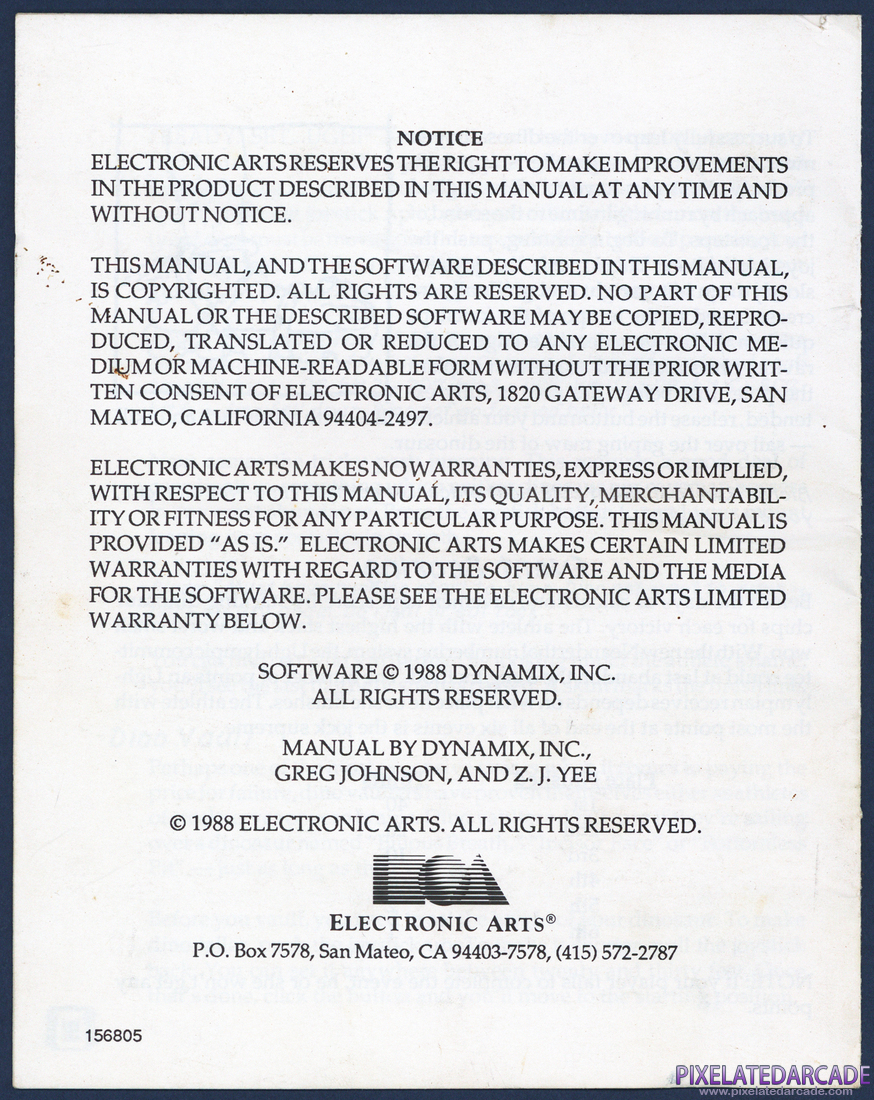 NOTICE
ELECTRONIC ARTS RESERVES THE RIGHT TO MAKE IMPROVEMENTS
IN THE PRODUCT DESCRIBED IN THIS MANUAL AT ANY TIME AND
WITHOUT NOTICE.
THIS MANUAL, AND THE SOFTWARE DESCRIBED IN THIS MANUAL,
IS COPYRIGHTED. ALL RIGHTS ARE RESERVED. NO PART OF THIS
MANUAL OR THE DESCRIBED SOFTWARE MAY BE COPIED, REPRO-
DUCED, TRANSLATED OR REDUCED TO ANY ELECTRONIC ME-
DIUM OR MACHINE-READABLE FORM WITHOUT THE PRIOR WRIT-
TEN CONSENT OF ELECTRONIC ARTS, 1820 GATEWAY DRIVE, SAN
MATEO, CALIFORNIA 94404-2497.
ELECTRONIC ARTS MAKES NO WARRANTIES, EXPRESS OR IMPLIED,
WITH RESPECT TO THIS MANUAL, ITS QUALITY, MERCHANTABIL-
ITY OR FITNESS FOR ANY PARTICULAR PURPOSE. THIS MANUAL IS
PROVIDED “AS IS.” ELECTRONIC ARTS MAKES CERTAIN LIMITED
WARRANTIES WITH REGARD TO THE SOFTWARE AND THE MEDIA
FOR THE SOFTWARE. PLEASE SEE THE ELECTRONIC ARTS LIMITED
WARRANTY BELOW.
SOFTWARE © 1988 DYNAMIX, INC.
ALL RIGHTS RESERVED.
MANUAL BY DYNAMIX, INC.,
GREG JOHNSON, AND Z. J. YEE
© 1988 ELECTRONIC ARTS. ALL RIGHTS RESERVED.
ELECTRONIC ARTS®
P.O. Box 7578, San Mateo, CA 94403-7578, (415) 572-2787
156805
PIXELATEDARCADE
www.pixelatedarcade.com